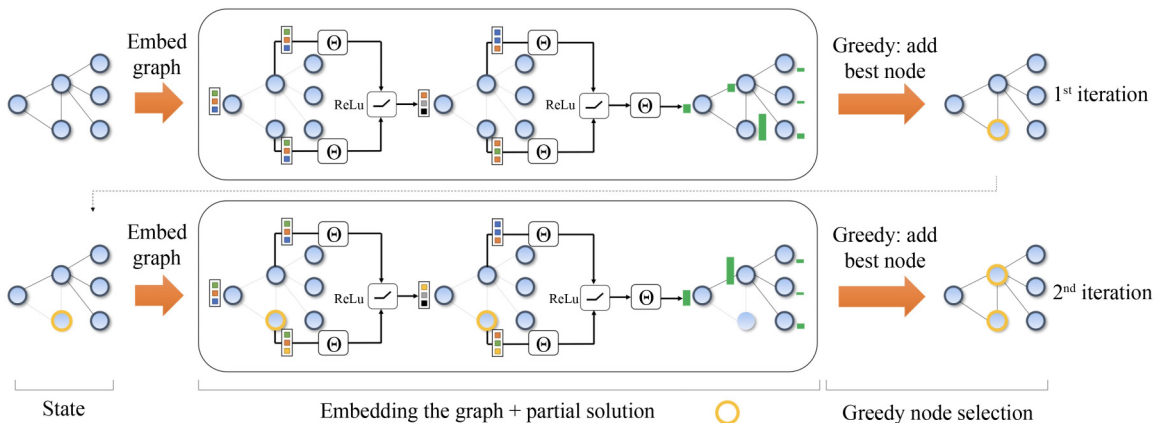 Embed
graph
Θ
Θ
ReLu
Θ
Θ
ReLu
Θ
Greedy: add
best node
1st iteration
Embed
graph
Θ
Θ
ReLu
Θ
Θ
ReLu
Θ
Greedy: add
best node
2nd iteration
State
Embedding the graph + partial solution
Greedy node selection